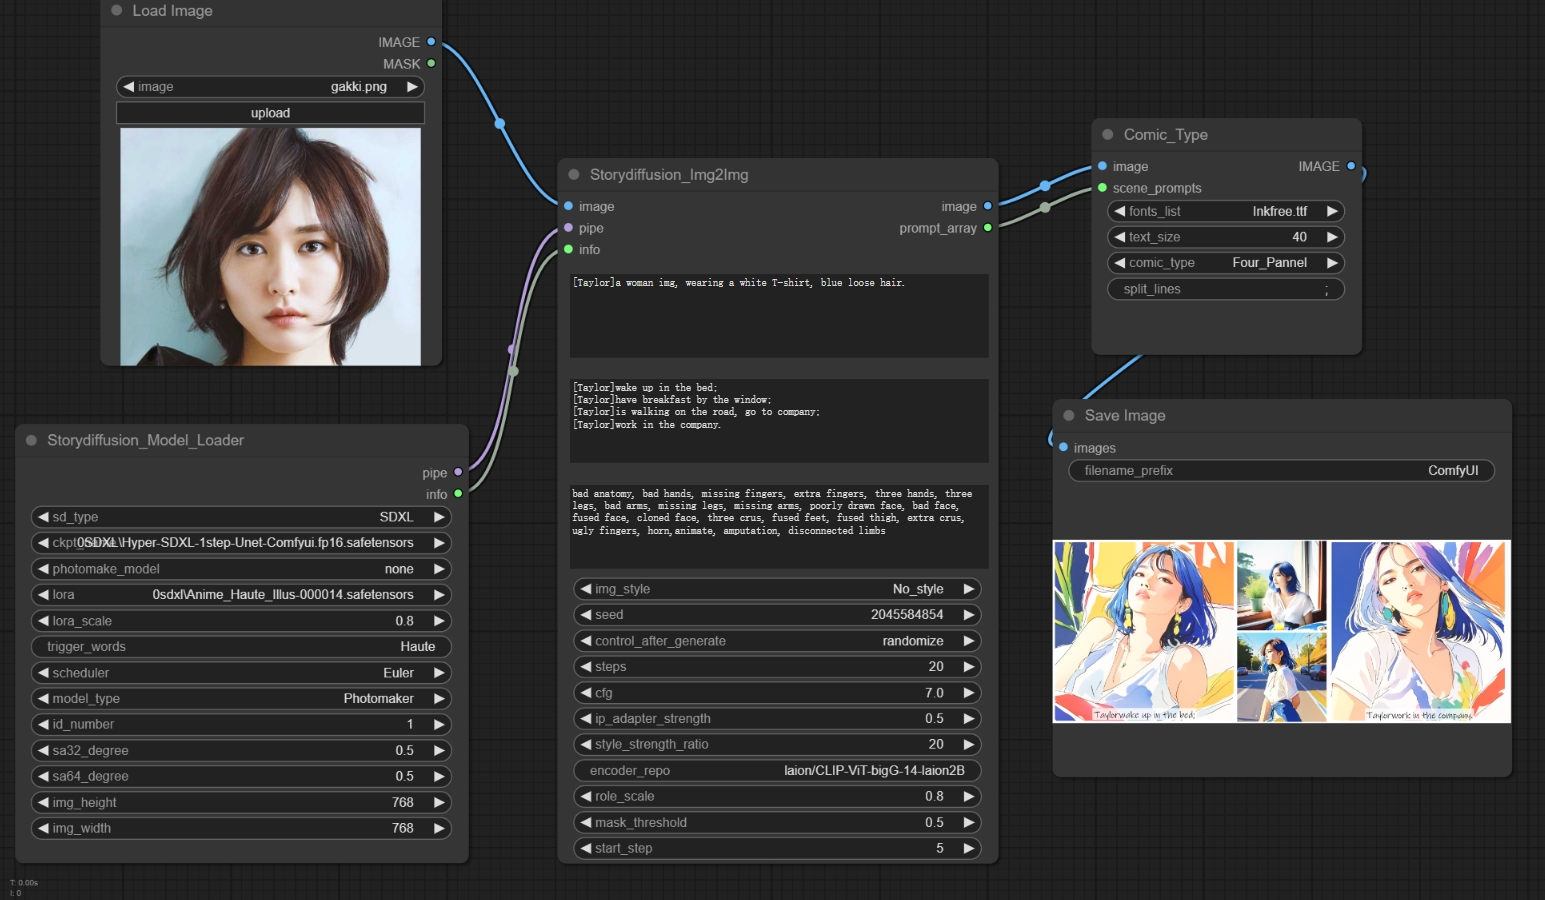 Load Image
IMAGE
MASK
image gakki.png
upload
Storydiffusion_Model_Loader
pipe
info
sd_type SDXL
ckpt 0SDXL\Hyper-SDXL-1step-Unet-Comfyui.fp16.safetensors
photomake_model none
lora 0sdxl\Anime_Haute_Illus-000014.safetensors
lora_scale 0.8
trigger_words Haute
scheduler Euler
model_type Photomaker
id_number 1
sa32_degree 0.5
sa64_degree 0.5
img_height 768
img_width 768
T: 0.00s
I: 0
Storydiffusion_Img2Img
image image
pipe prompt_array
info
[Taylor]a woman img, wearing a white T-shirt, blue loose hair.
[Taylor]wake up in the bed;
[Taylor]have breakfast by the window;
[Taylor]is walking on the road, go to company;
[Taylor]work in the company.
bad anatomy, bad hands, missing fingers, extra fingers, three hands, three
legs, bad arms, missing legs, missing arms, poorly drawn face, bad face,
fused face, cloned face, three crus, fused feet, fused thigh, extra crus,
ugly fingers, horn,animate, amputation, disconnected limbs
img_style No_style
seed 2045584854
control_after_generate randomize
steps 20
cfg 7.0
ip_adapter_strength 0.5
style_strength_ratio 20
encoder_repo laion/CLIP-ViT-bigG-14-laion2B
role_scale 0.8
mask_threshold 0.5
start_step 5
Comic_Type
image IMAGE
scene_prompts
fonts_list Inkfree.ttf
text_size 40
comic_type Four_Pannel
split_lines ;
Save Image
images
filename_prefix ComfyUI
Taylorwake up in the bed;
Taylorwork in the company.